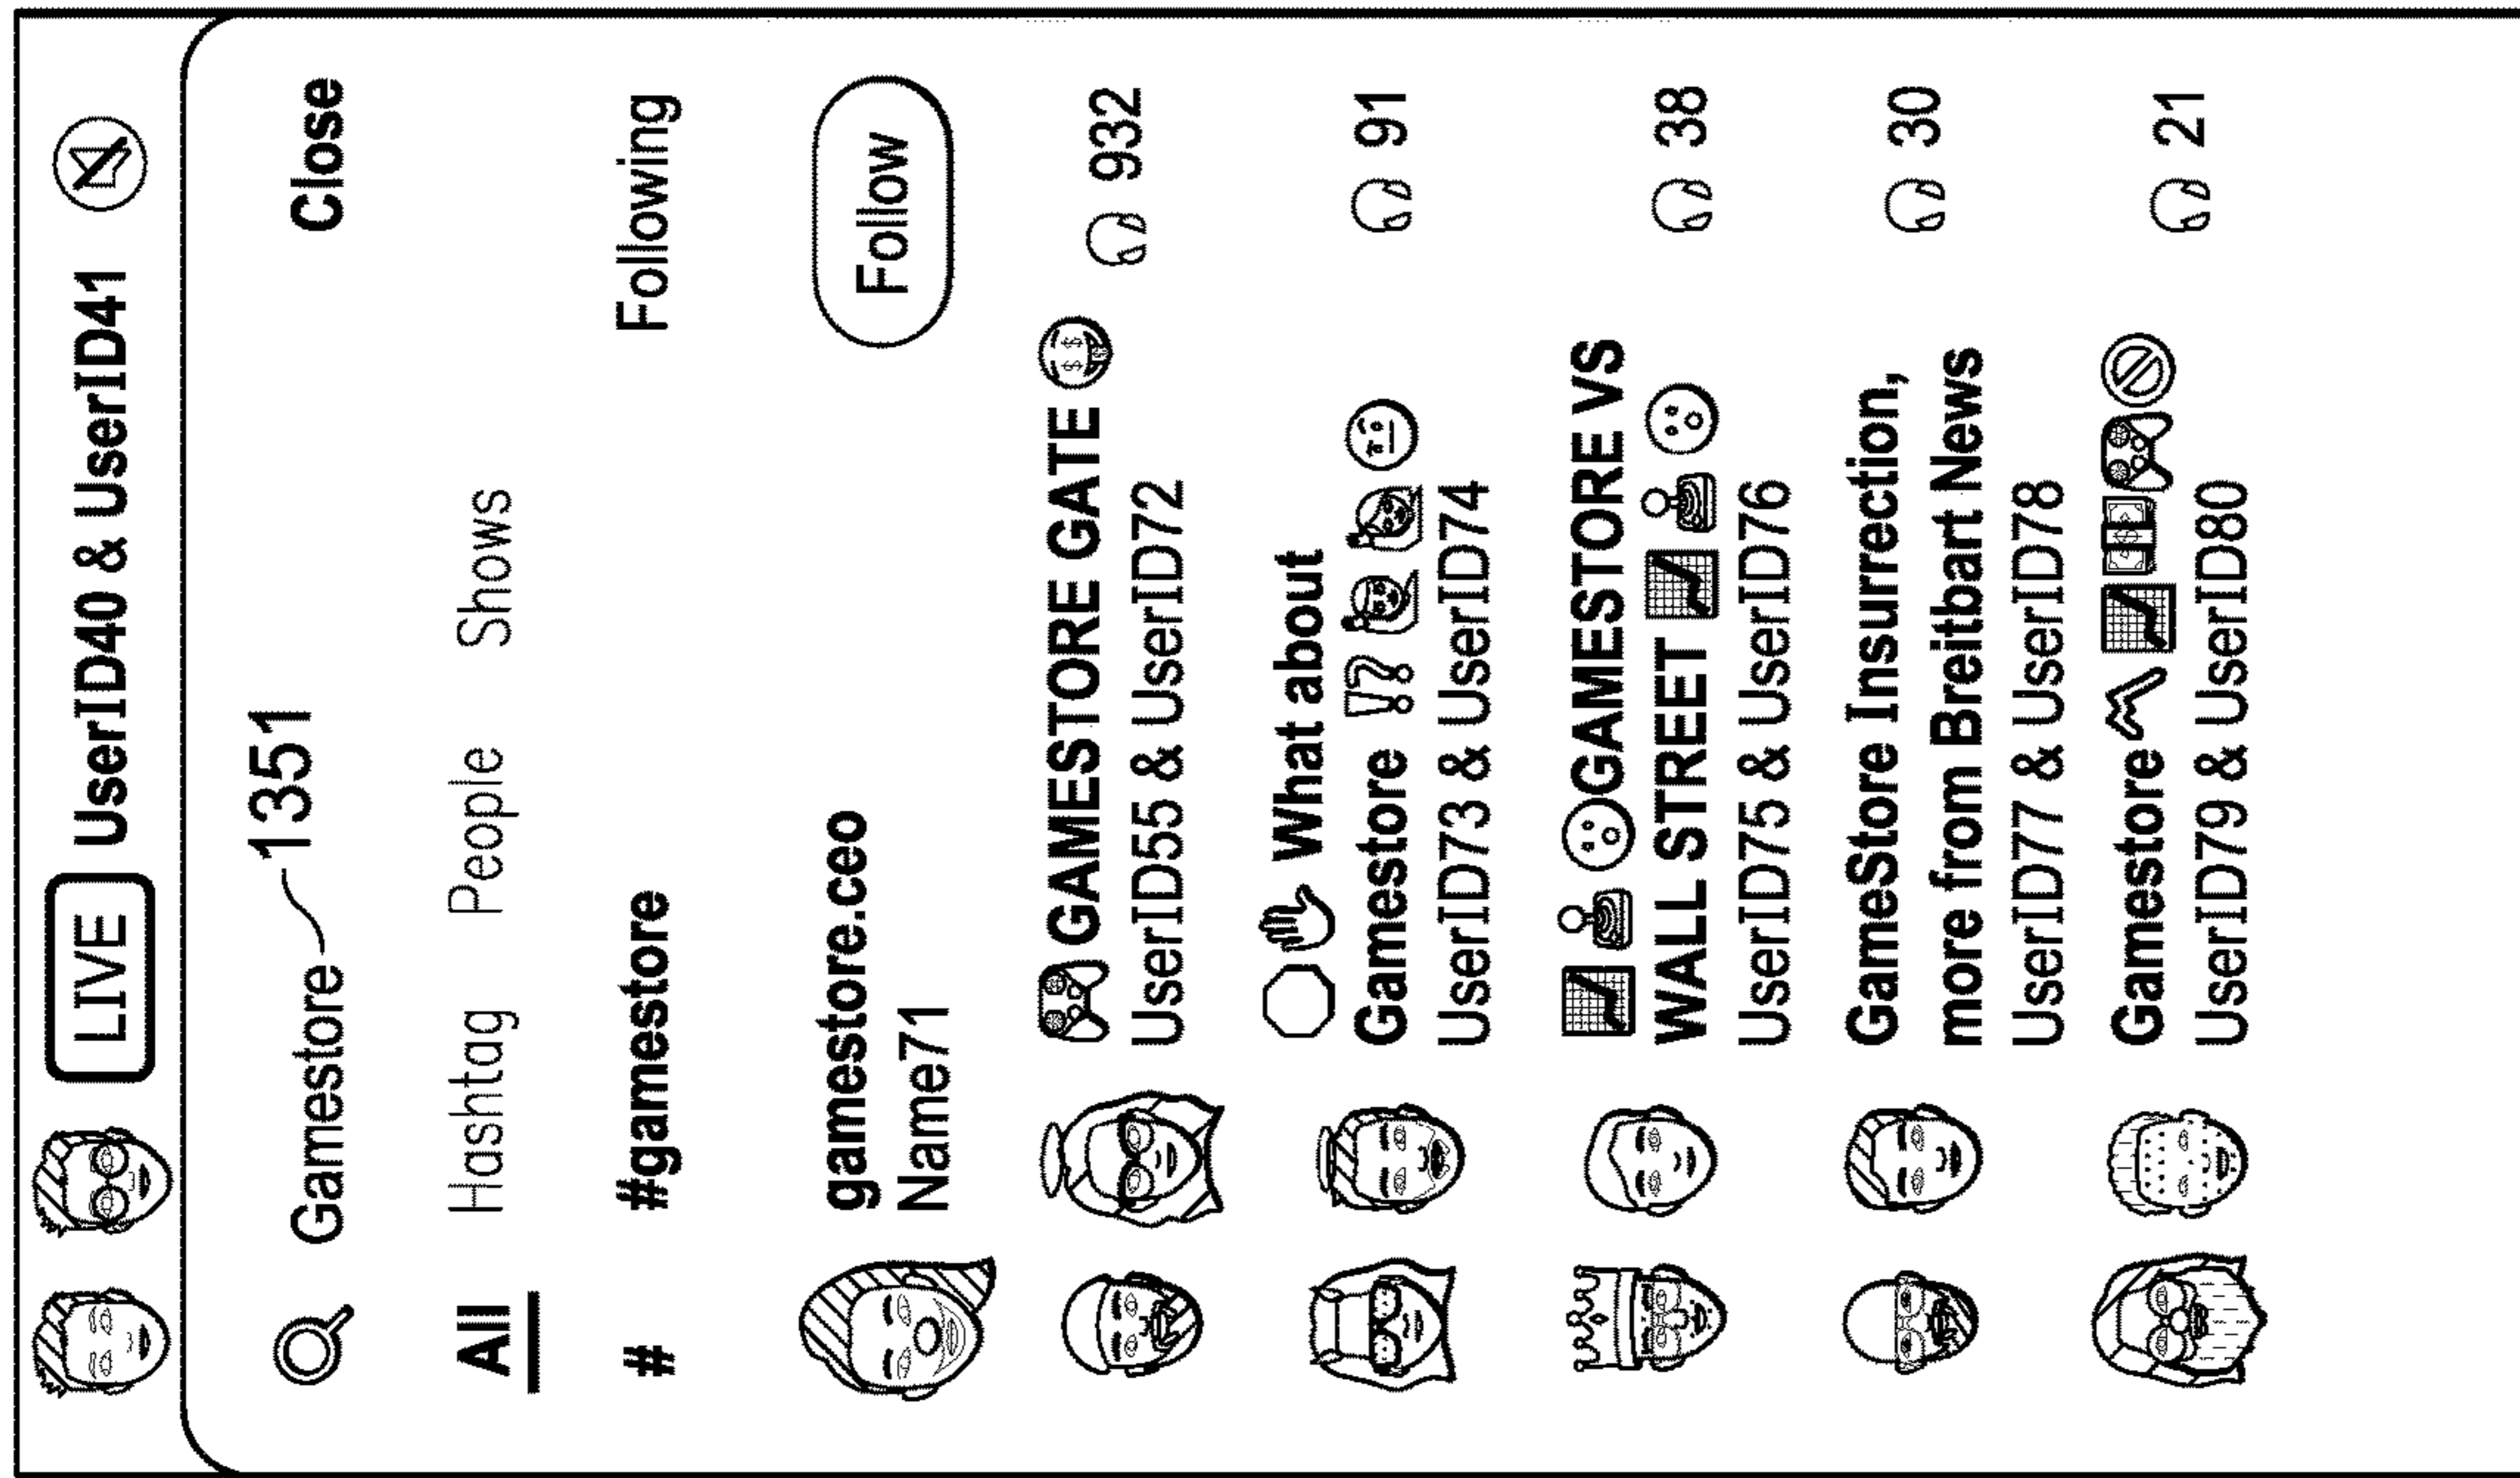 LIVE UserID40 & UserID41
Gamestore 1351 Close
All Hashtag People Shows
# #gamestore Following
gamestore.ceo
Name71
Follow
GAMESTORE GATE
UserID55 & UserID72
932
What about
Gamestore ⁉
UserID73 & UserID74
91
GAMESTORE VS
WALL STREET
UserID75 & UserID76
38
GameStore Insurrection,
more from Breitbart News
UserID77 & UserID78
30
Gamestore
UserID79 & UserID80
21